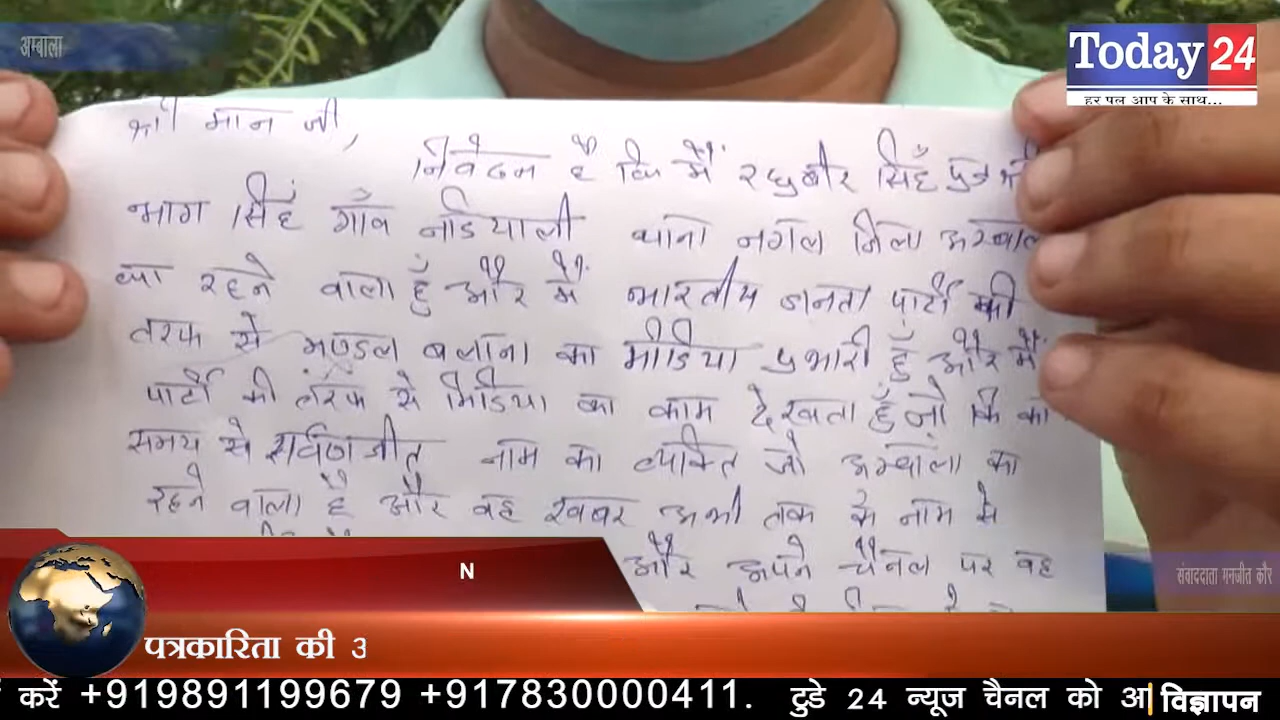 अम्बाला
Today 24
हर पल आप के साथ...
श्री मान जी,
निवेदन है कि मैं रघुबीर सिंह पुत्र श्री
भाग सिंह गाँव नडियाली थाना नगल जिला अम्बाला
का रहने वाला हुँ और मैं भारतीय जनता पार्टी की
तरफ से मण्डल बलाना का मीडिया प्रभारी हुँ और मैं
पार्टी की तरफ से मिडिया का काम देखता हुँ जो कि का
समय से सर्वणजीत नाम का व्यक्ति जो अम्बाला का
रहने वाला है और वह खबर अभी तक के नाम से
और अपने चैनल पर वह
संवाददाता मनजीत कौर
N
पत्रकारिता की 3
करें +919891199679 +917830000411. टुडे 24 न्यूज चैनल को अ
विज्ञापन